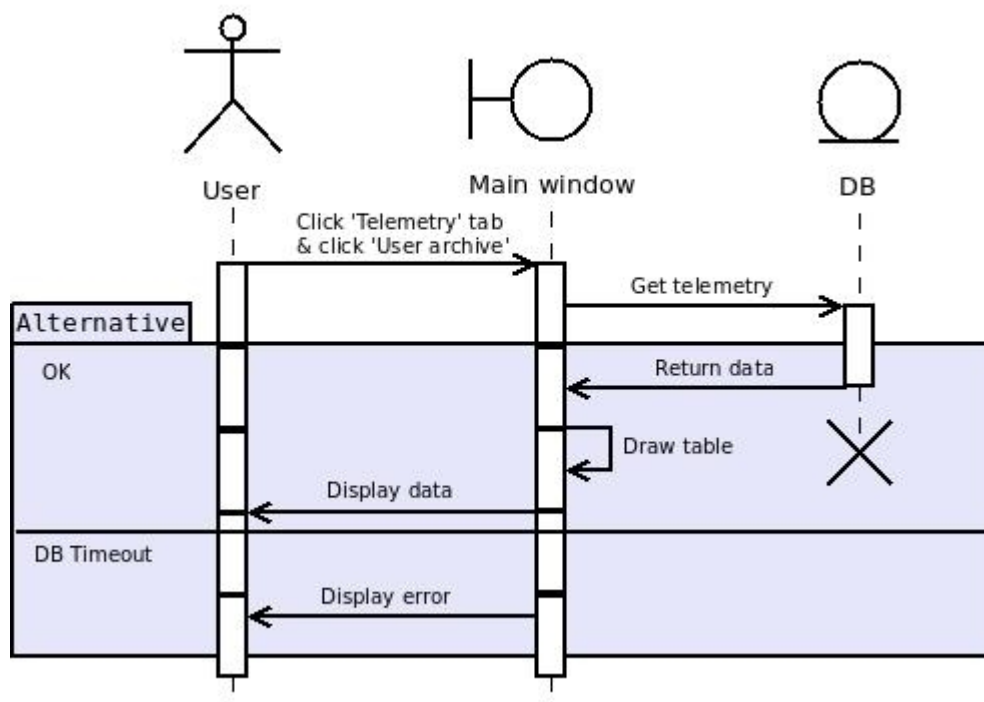 User
Main window
DB
Click 'Telemetry' tab
& click 'User archive'
Get telemetry
Alternative
OK
Return data
Draw table
Display data
DB Timeout
Display error